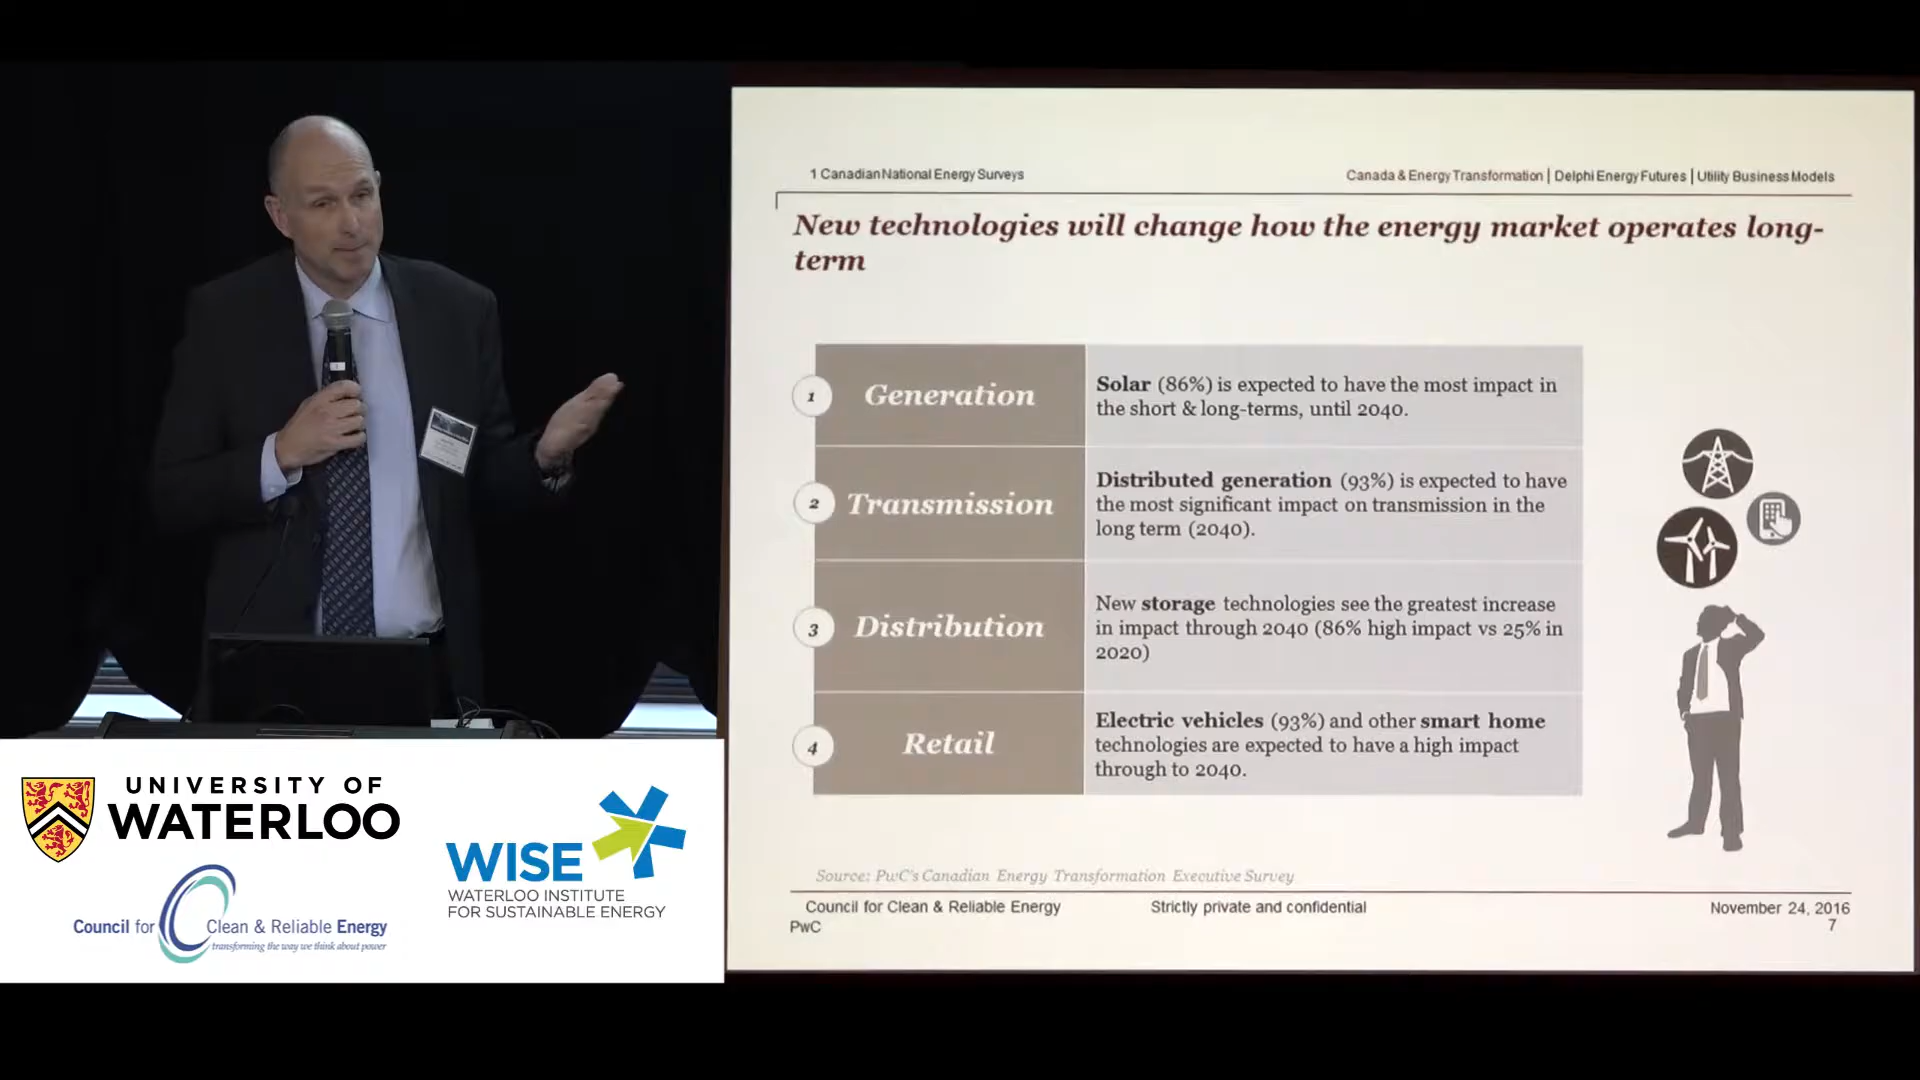 1 Canadian National Energy Surveys
Canada & Energy Transformation | Delphi Energy Futures | Utility Business Models
New technologies will change how the energy market operates long-
term
1
Generation
Solar (86%) is expected to have the most impact in
the short & long-terms, until 2040.
2
Transmission
Distributed generation (93%) is expected to have
the most significant impact on transmission in the
long term (2040).
3
Distribution
New storage technologies see the greatest increase
in impact through 2040 (86% high impact vs 25% in
2020)
4
Retail
Electric vehicles (93%) and other smart home
technologies are expected to have a high impact
through to 2040.
Source: PwC's Canadian Energy Transformation Executive Survey
Council for Clean & Reliable Energy
Strictly private and confidential
November 24, 2016
PwC
7
UNIVERSITY OF
WATERLOO
WISE
WATERLOO INSTITUTE
FOR SUSTAINABLE ENERGY
Council for Clean & Reliable Energy
transforming the way we think about power